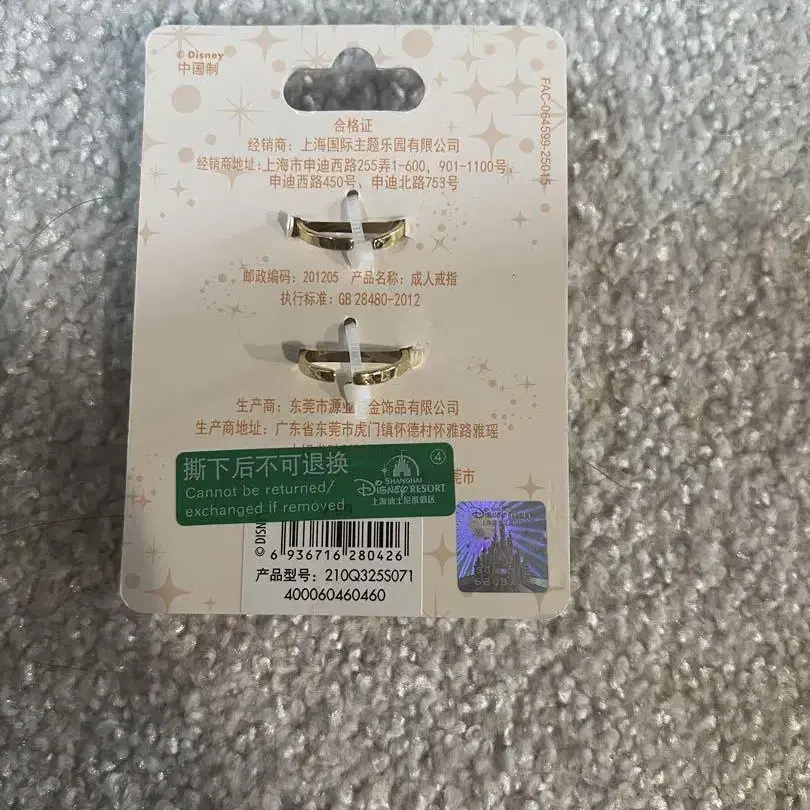 © Disney
中国制
FAC-064599-25015
合格证
经销商：上海国际主题乐园有限公司
经销商地址:上海市申迪西路255弄1-600，901-1100号，
申迪西路450号、申迪北路753号
邮政编码：201205 产品名称：成人戒指
执行标准：GB 28480-2012
生产商：东莞市源业 金饰品有限公司
生产商地址：广东省东莞市虎门镇怀德村怀雅路雅瑶
莞市
撕下后不可退换
Cannot be returned/
exchanged if removed
④
SHANGHAI
Disney RESORT
上海迪士尼度假区
© DISN
6 936716 280426
产品型号：210Q325S071
400060460460